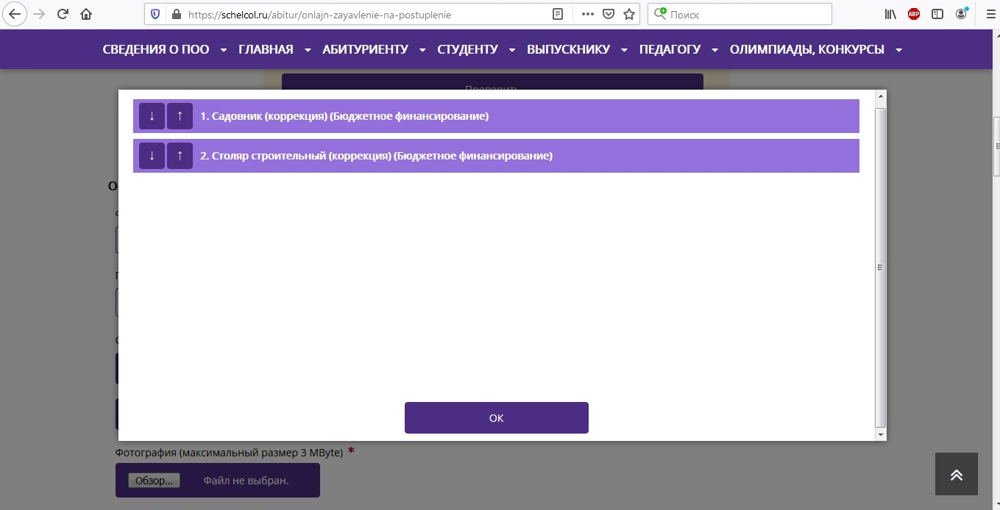 https://schelcol.ru/abitur/onlajn-zayavlenie-na-postuplenie
Поиск
ABP
СВЕДЕНИЯ О ПОО ГЛАВНАЯ АБИТУРИЕНТУ СТУДЕНТУ ВЫПУСКНИКУ ПЕДАГОГУ ОЛИМПИАДЫ, КОНКУРСЫ
Проверить
↓ ↑ 1. Садовник (коррекция) (Бюджетное финансирование)
↓ ↑ 2. Столяр строительный (коррекция) (Бюджетное финансирование)
ОК
Фотография (максимальный размер 3 MByte) *
Обзор... Файл не выбран.